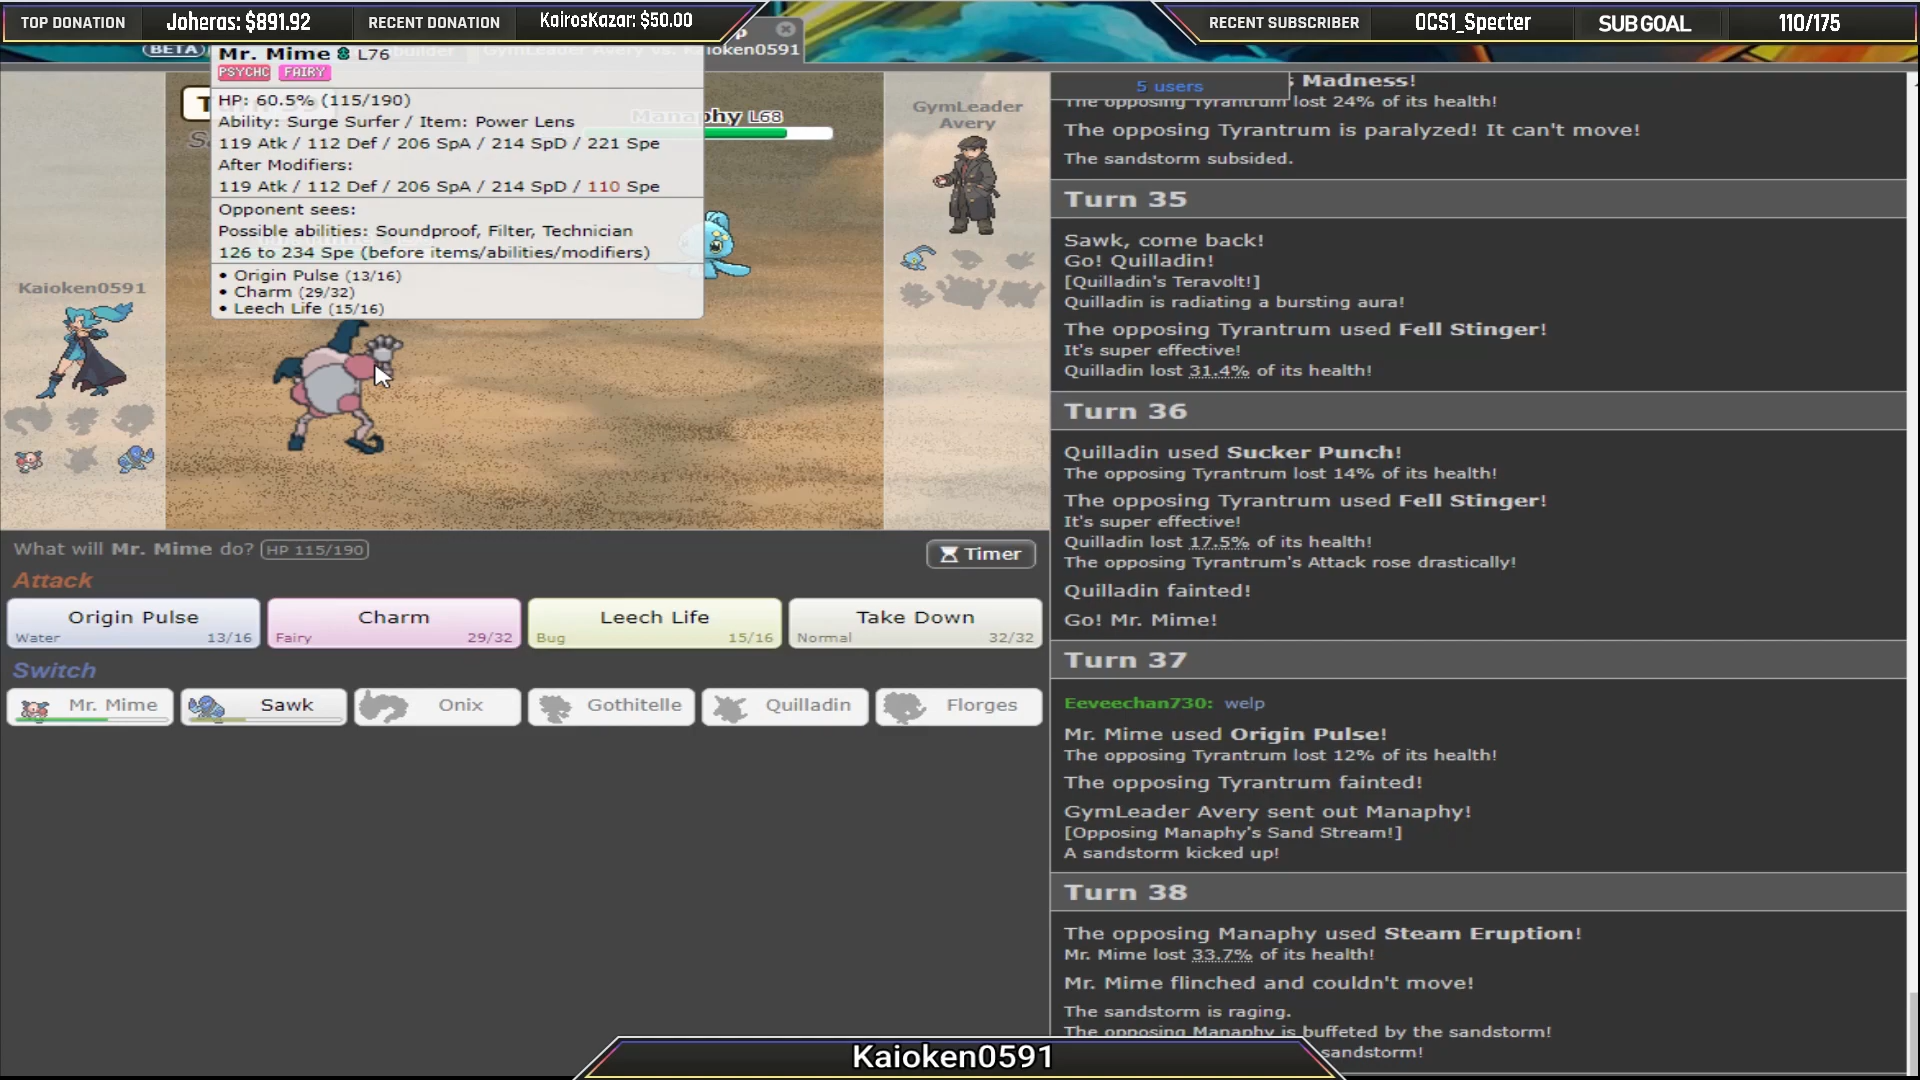 TOP DONATION
Joheras: $891.92
RECENT DONATION
KairosKazar: $50.00
RECENT SUBSCRIBER
OCS1_Specter
SUB GOAL
110/175
(BETA)
GymLeader Avery vs. Kaioken0591
Mr. Mime L76
PSYCHC FAIRY
HP: 60.5% (115/190)
Ability: Surge Surfer / Item: Power Lens
119 Atk / 112 Def / 206 SpA / 214 SpD / 221 Spe
After Modifiers:
119 Atk / 112 Def / 206 SpA / 214 SpD / 110 Spe
Opponent sees:
Possible abilities: Soundproof, Filter, Technician
126 to 234 Spe (before items/abilities/modifiers)
• Origin Pulse (13/16)
• Charm (29/32)
• Leech Life (15/16)
Manaphy L68
GymLeader
Avery
Kaioken0591
What will Mr. Mime do? HP 115/190
Timer
Attack
Origin Pulse
Water 13/16
Charm
Fairy 29/32
Leech Life
Bug 15/16
Take Down
Normal 32/32
Switch
Mr. Mime
Sawk
Onix
Gothitelle
Quilladin
Florges
5 users
Madness!
The opposing Tyrantrum lost 24% of its health!
The opposing Tyrantrum is paralyzed! It can't move!
The sandstorm subsided.
Turn 35
Sawk, come back!
Go! Quilladin!
[Quilladin's Teravolt!]
Quilladin is radiating a bursting aura!
The opposing Tyrantrum used Fell Stinger!
It's super effective!
Quilladin lost 31.4% of its health!
Turn 36
Quilladin used Sucker Punch!
The opposing Tyrantrum lost 14% of its health!
The opposing Tyrantrum used Fell Stinger!
It's super effective!
Quilladin lost 17.5% of its health!
The opposing Tyrantrum's Attack rose drastically!
Quilladin fainted!
Go! Mr. Mime!
Turn 37
Eeveechan730: welp
Mr. Mime used Origin Pulse!
The opposing Tyrantrum lost 12% of its health!
The opposing Tyrantrum fainted!
GymLeader Avery sent out Manaphy!
[Opposing Manaphy's Sand Stream!]
A sandstorm kicked up!
Turn 38
The opposing Manaphy used Steam Eruption!
Mr. Mime lost 33.7% of its health!
Mr. Mime flinched and couldn't move!
The sandstorm is raging.
The opposing Manaphy is buffeted by the sandstorm!
sandstorm!
Kaioken0591